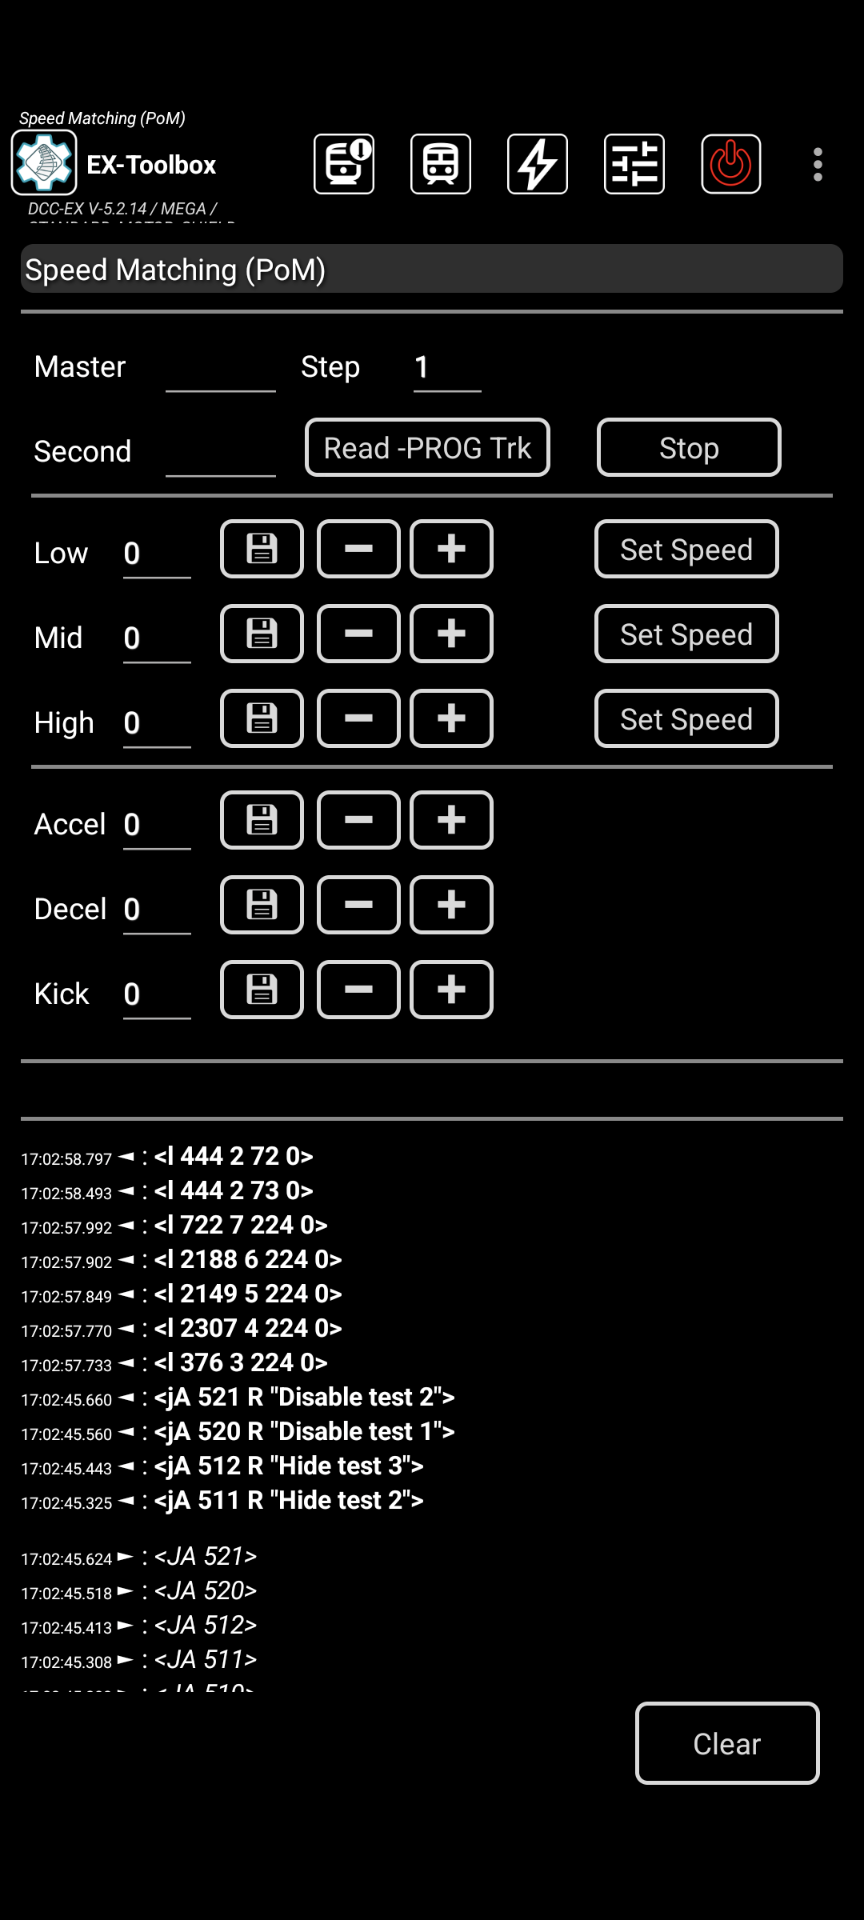 Speed Matching (PoM)
EX-Toolbox
DCC-EX V-5.2.14 / MEGA /
STANDARD_MOTOR_SHIELD
Speed Matching (PoM)
Master Step 1
Second Read -PROG Trk Stop
Low 0 Set Speed
Mid 0 Set Speed
High 0 Set Speed
Accel 0
Decel 0
Kick 0
17:02:58.797 ◄ : <l 444 2 72 0>
17:02:58.493 ◄ : <l 444 2 73 0>
17:02:57.992 ◄ : <l 722 7 224 0>
17:02:57.902 ◄ : <l 2188 6 224 0>
17:02:57.849 ◄ : <l 2149 5 224 0>
17:02:57.770 ◄ : <l 2307 4 224 0>
17:02:57.733 ◄ : <l 376 3 224 0>
17:02:45.660 ◄ : <jA 521 R "Disable test 2">
17:02:45.560 ◄ : <jA 520 R "Disable test 1">
17:02:45.443 ◄ : <jA 512 R "Hide test 3">
17:02:45.325 ◄ : <jA 511 R "Hide test 2">
17:02:45.624 ► : <JA 521>
17:02:45.518 ► : <JA 520>
17:02:45.413 ► : <JA 512>
17:02:45.308 ► : <JA 511>
<JA 510>
Clear